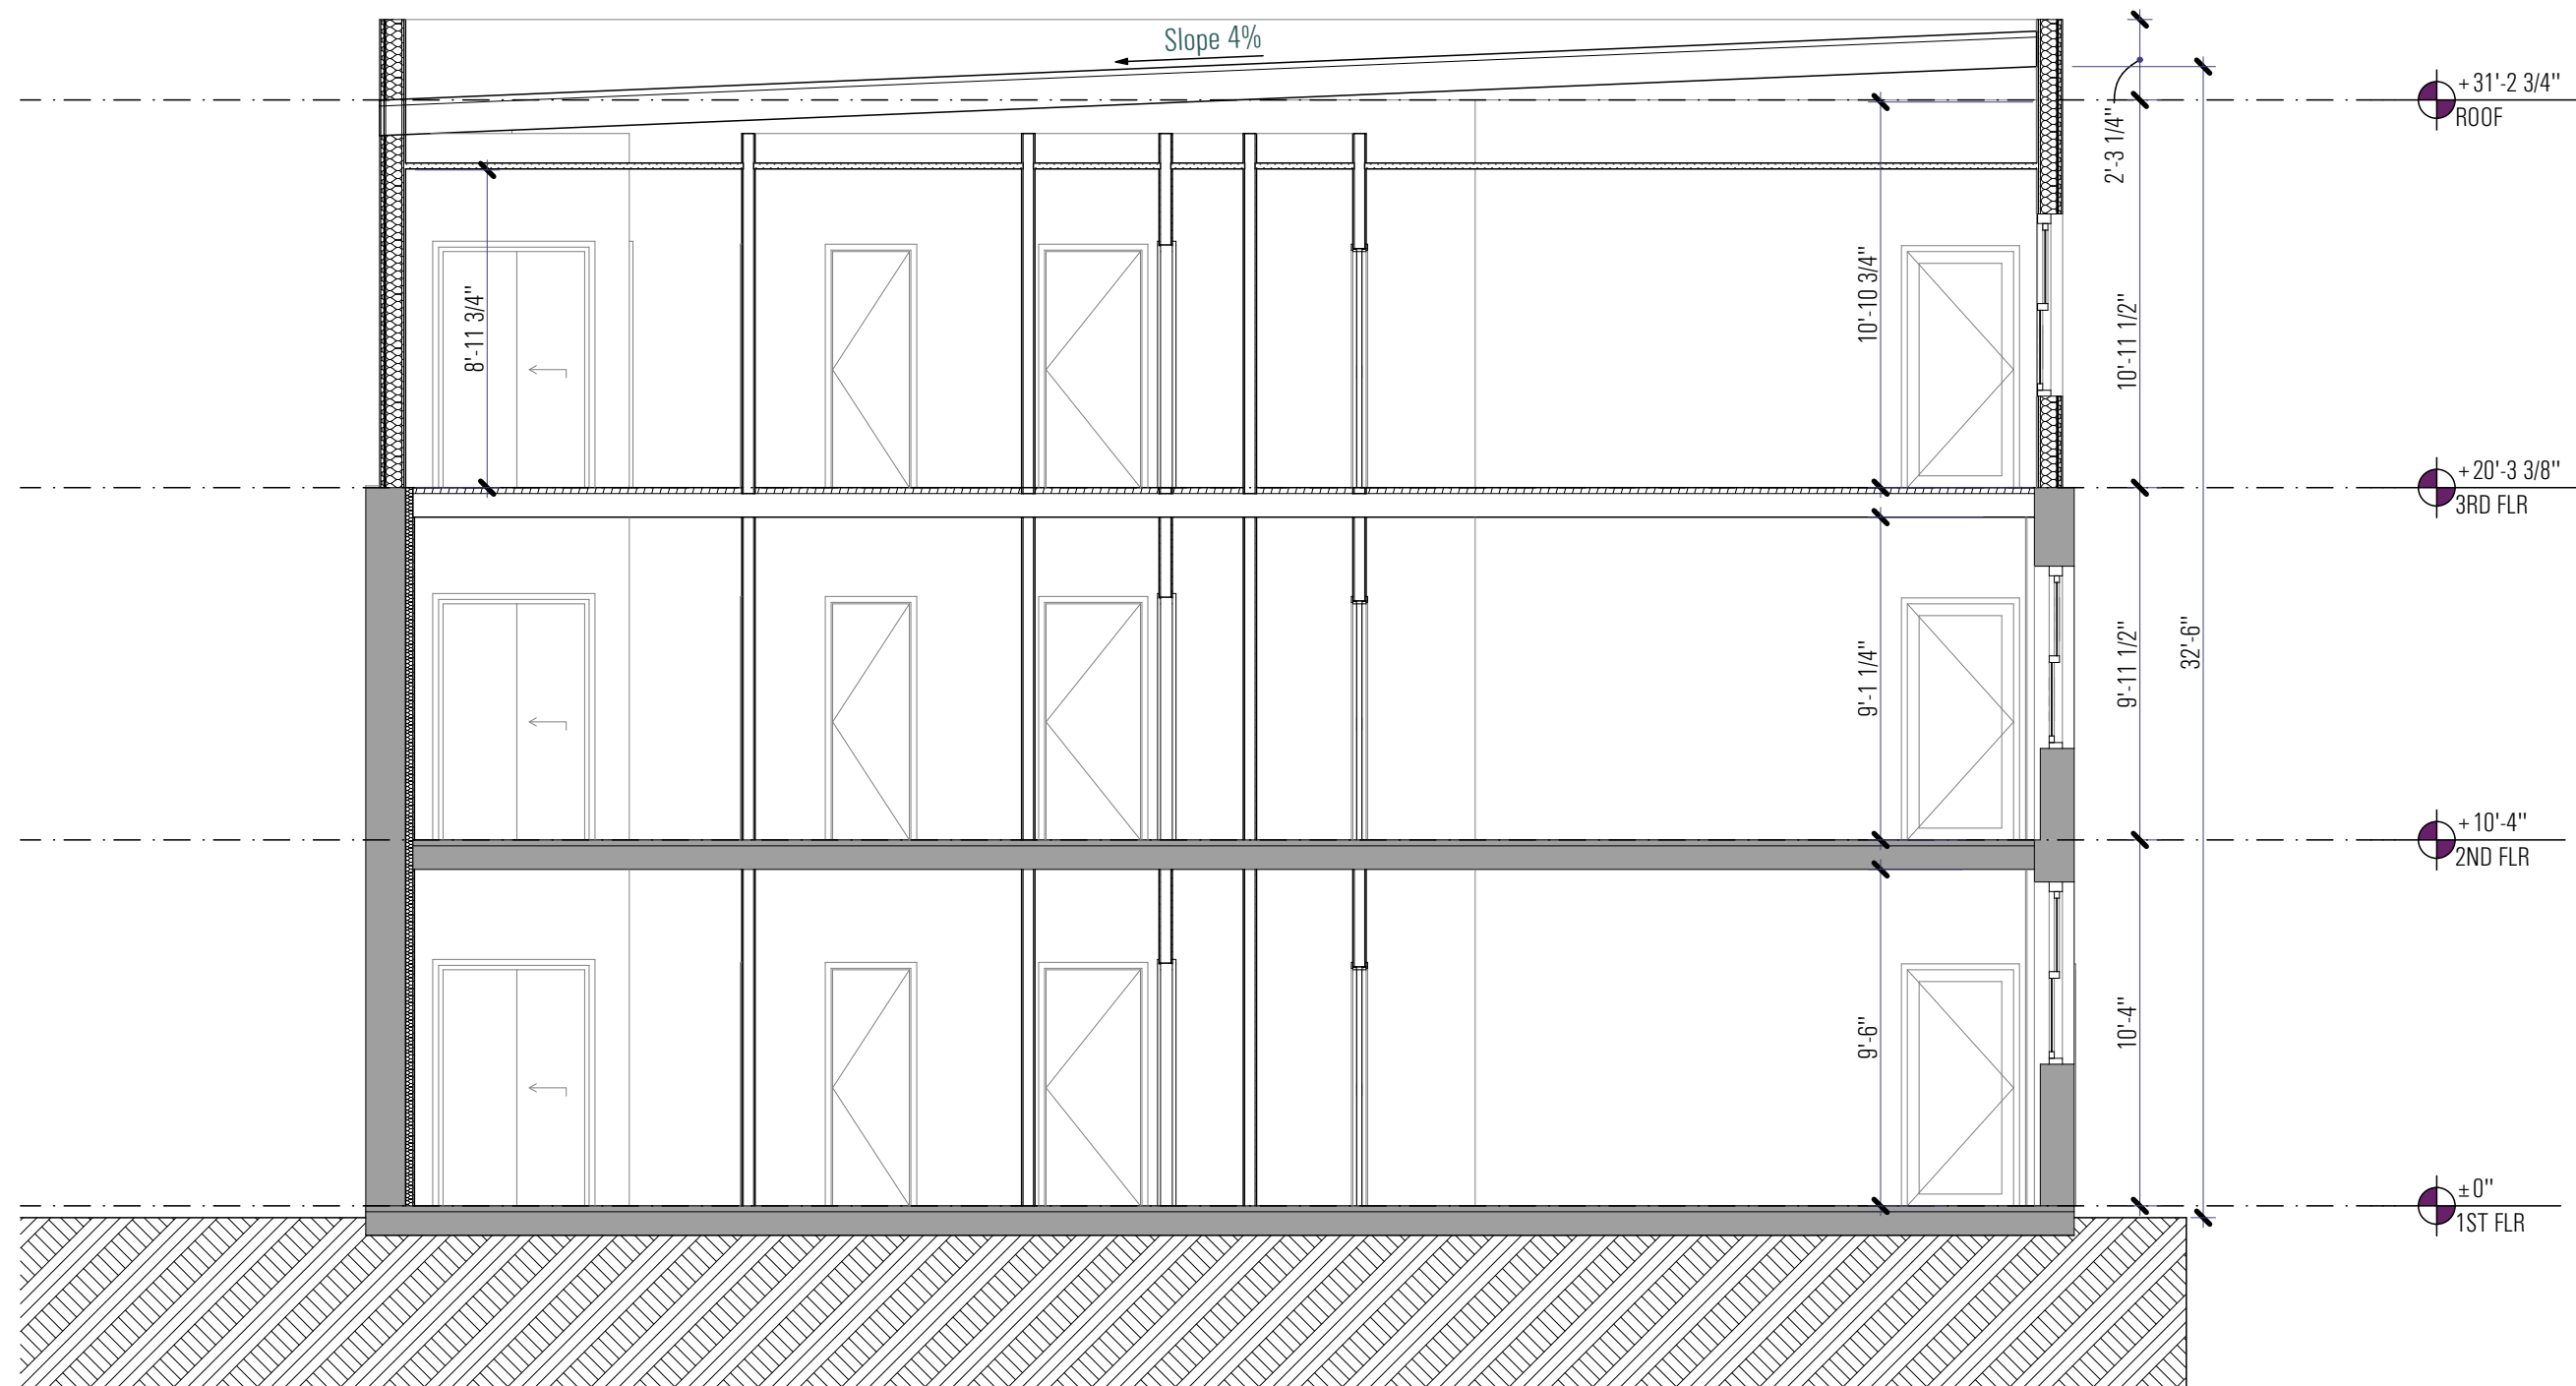 Slope 4%
+31'-2 3/4"
ROOF
2'-3 1/4"
8'-11 3/4"
10'-10 3/4"
10'-11 1/2"
+20'-3 3/8"
3RD FLR
9'-1 1/4"
9'-11 1/2"
32'-6"
+10'-4"
2ND FLR
9'-6"
10'-4"
±0"
1ST FLR